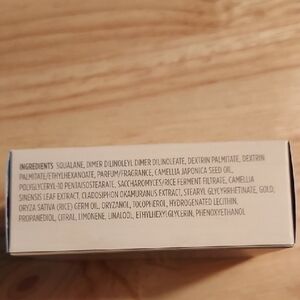 INGREDIENTS: SQUALANE, DIMER DILINOLEYL DIMER DILINOLEATE, DEXTRIN PALMITATE, DEXTRIN
PALMITATE/ETHYLHEXANOATE, PARFUM/FRAGRANCE, CAMELLIA JAPONICA SEED OIL,
POLYGLYCERYL-10 PENTAISOSTEARATE, SACCHAROMYCES/RICE FERMENT FILTRATE, CAMELLIA
SINENSIS LEAF EXTRACT, CLADOSIPHON OKAMURANUS EXTRACT, STEARYL GLYCYRRHETINATE, GOLD,
ORYZA SATIVA (RICE) GERM OIL, ORYZANOL, TOCOPHEROL, HYDROGENATED LECITHIN,
PROPANEDIOL, CITRAL, LIMONENE, LINALOOL, ETHYLHEXYLGLYCERIN, PHENOXYETHANOL